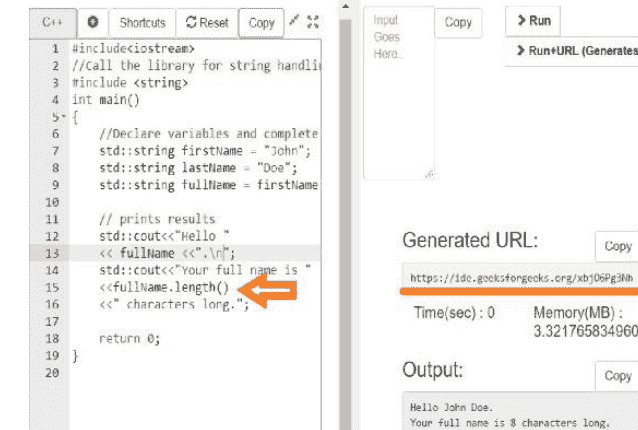 C++ Shortcuts Reset Copy
1 #include<iostream>
2 //Call the library for string handli
3 #include <string>
4 int main()
5 {
6 //Declare variables and complete
7 std::string firstName = "John";
8 std::string lastName = "Doe";
9 std::string fullName = firstName
10
11 // prints results
12 std::cout<<"Hello "
13 << fullName <<".\n";
14 std::cout<<"Your full name is "
15 <<fullName.length()
16 <<" characters long.";
17
18 return 0;
19 }
20
Input
Goes
Here..
Copy
Run
Run+URL (Generates
Generated URL:
Copy
https://ide.geeksforgeeks.org/xbjO6Pg3Nb
Time(sec) : 0
Memory(MB) :
3.321765834960
Output:
Copy
Hello John Doe.
Your full name is 8 characters long.